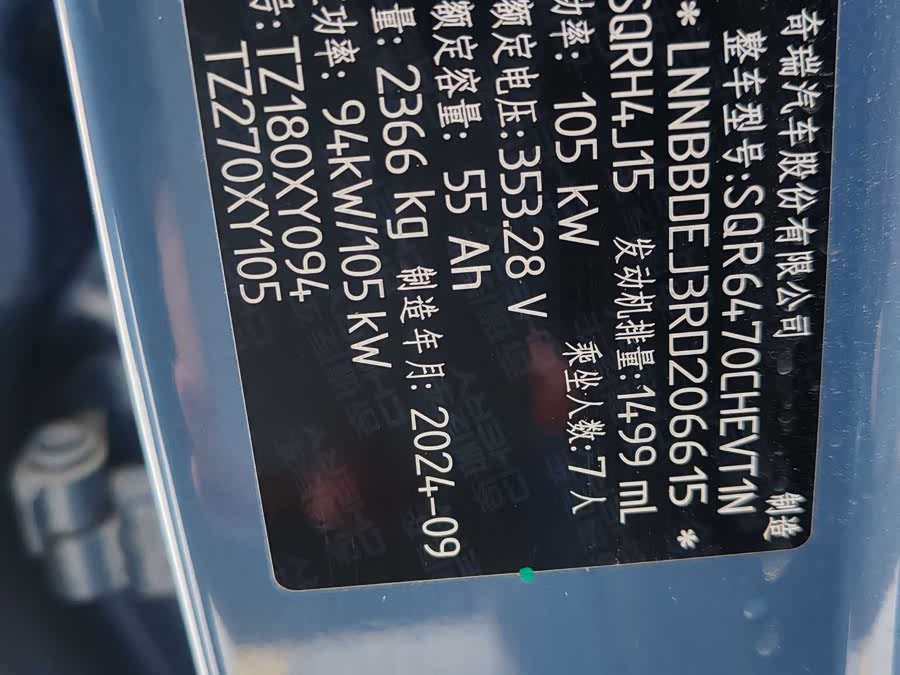 奇瑞汽车股份有限公司 制造
整车型号:SQR6470CHEVT1N
* LNNBBDEJ3RD206615 *
SQRH4J15 发动机排量:1499 mL
功率: 105 kW 乘坐人数:7人
额定电压:353.28 V
额定容量: 55 Ah
量: 2366 kg 制造年月: 2024-09
功率: 94kW/105kW
号: TZ180XY094
TZ270XY105